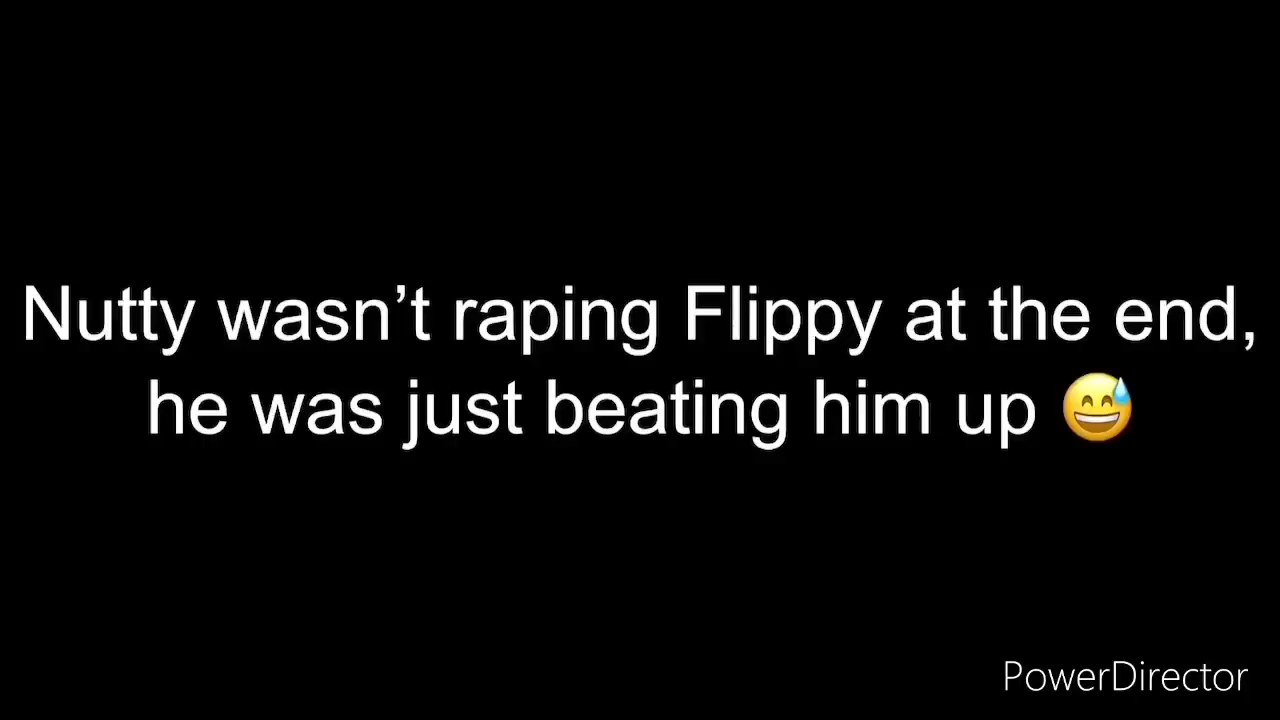 Nutty wasn’t raping Flippy at the end,
he was just beating him up 😅
PowerDirector